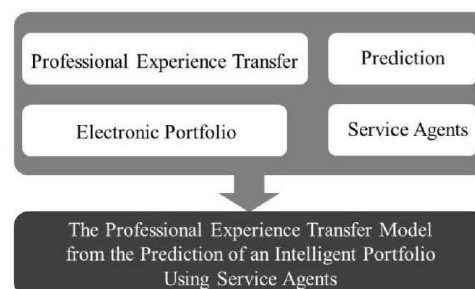 Professional Experience Transfer
Prediction
Electronic Portfolio
Service Agents
The Professional Experience Transfer Model
from the Prediction of an Intelligent Portfolio
Using Service Agents